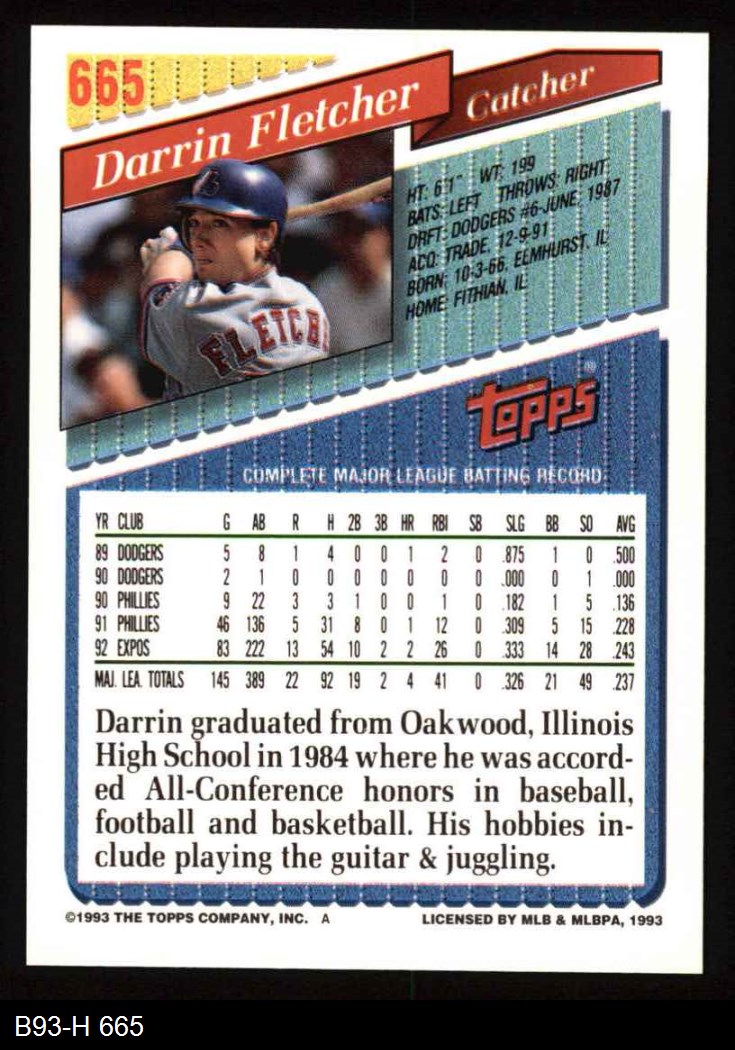 665
Darrin Fletcher
Catcher
HT: 6'1" WT: 199
BATS: LEFT THROWS: RIGHT
DRFT: DODGERS #6-JUNE, 1987
ACQ: TRADE, 12-9-91
BORN: 10-3-66, ELMHURST, IL
HOME: FITHIAN, IL
FLETCH
topps®
COMPLETE MAJOR LEAGUE BATTING RECORD
YR CLUB G AB R H 2B 3B HR RBI SB SLG BB SO AVG
89 DODGERS 5 8 1 4 0 0 1 2 0 .875 1 0 .500
90 DODGERS 2 1 0 0 0 0 0 0 0 .000 0 1 .000
90 PHILLIES 9 22 3 3 1 0 0 1 0 .182 1 5 .136
91 PHILLIES 46 136 5 31 8 0 1 12 0 .309 5 15 .228
92 EXPOS 83 222 13 54 10 2 2 26 0 .333 14 28 .243
MAJ. LEA. TOTALS 145 389 22 92 19 2 4 41 0 .326 21 49 .237
Darrin graduated from Oakwood, Illinois
High School in 1984 where he was accord-
ed All-Conference honors in baseball,
football and basketball. His hobbies in-
clude playing the guitar & juggling.
©1993 THE TOPPS COMPANY, INC. A
LICENSED BY MLB & MLBPA, 1993
B93-H 665